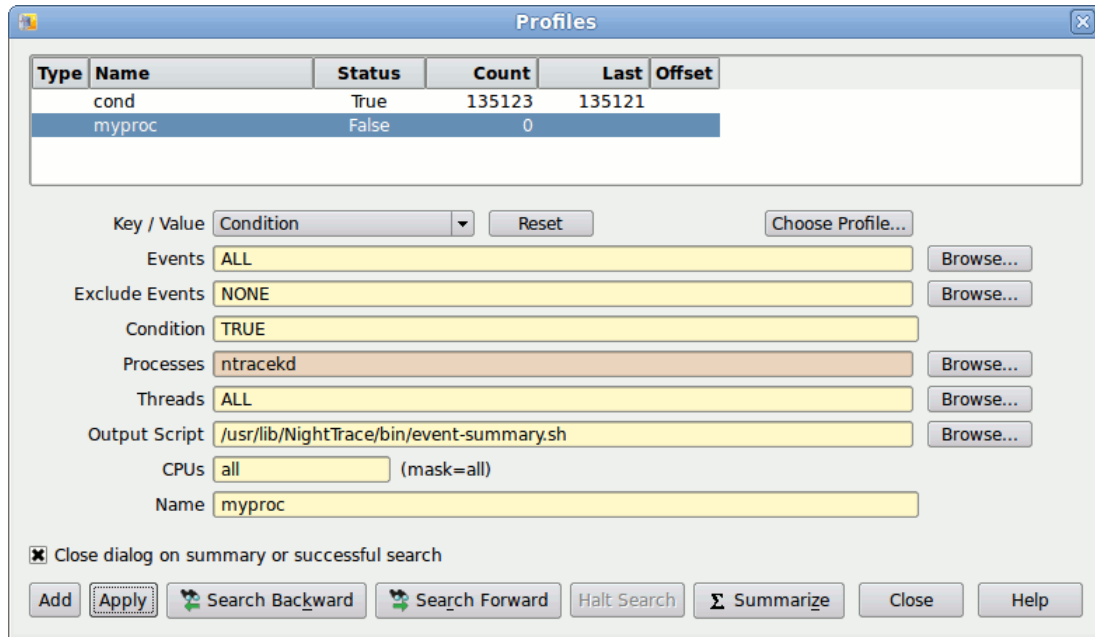 Profiles
Type Name Status Count Last Offset
cond True 135123 135121
myproc False 0
Key / Value Condition Reset Choose Profile...
Events ALL Browse...
Exclude Events NONE Browse...
Condition TRUE
Processes ntracekd Browse...
Threads ALL Browse...
Output Script /usr/lib/NightTrace/bin/event-summary.sh Browse...
CPUs all (mask=all)
Name myproc
Close dialog on summary or successful search
Add Apply Search Backward Search Forward Halt Search Σ Summarize Close Help